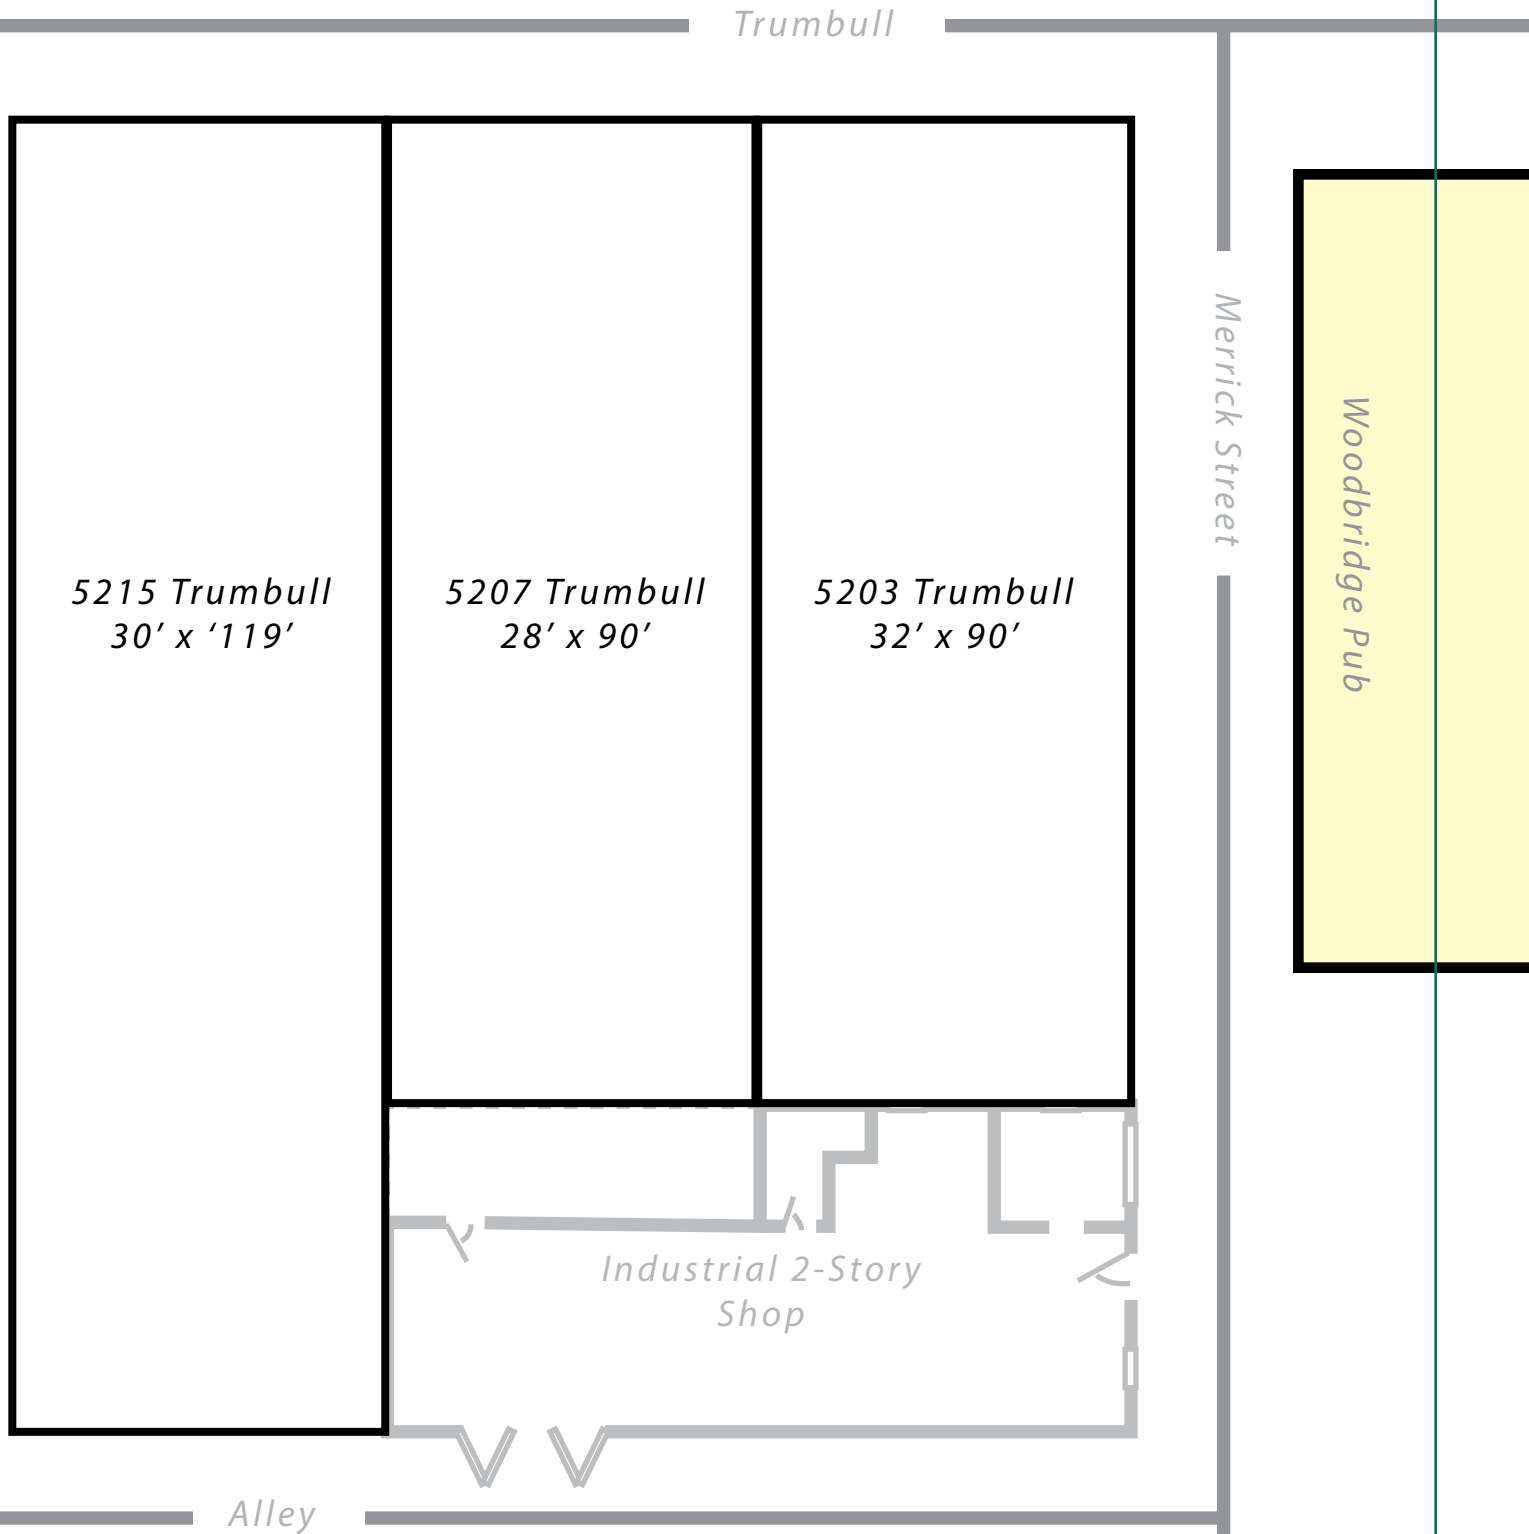 Trumbull
Merrick Street
Woodbridge Pub
5215 Trumbull
30’ x ‘119’
5207 Trumbull
28’ x 90’
5203 Trumbull
32’ x 90’
Industrial 2-Story
Shop
Alley